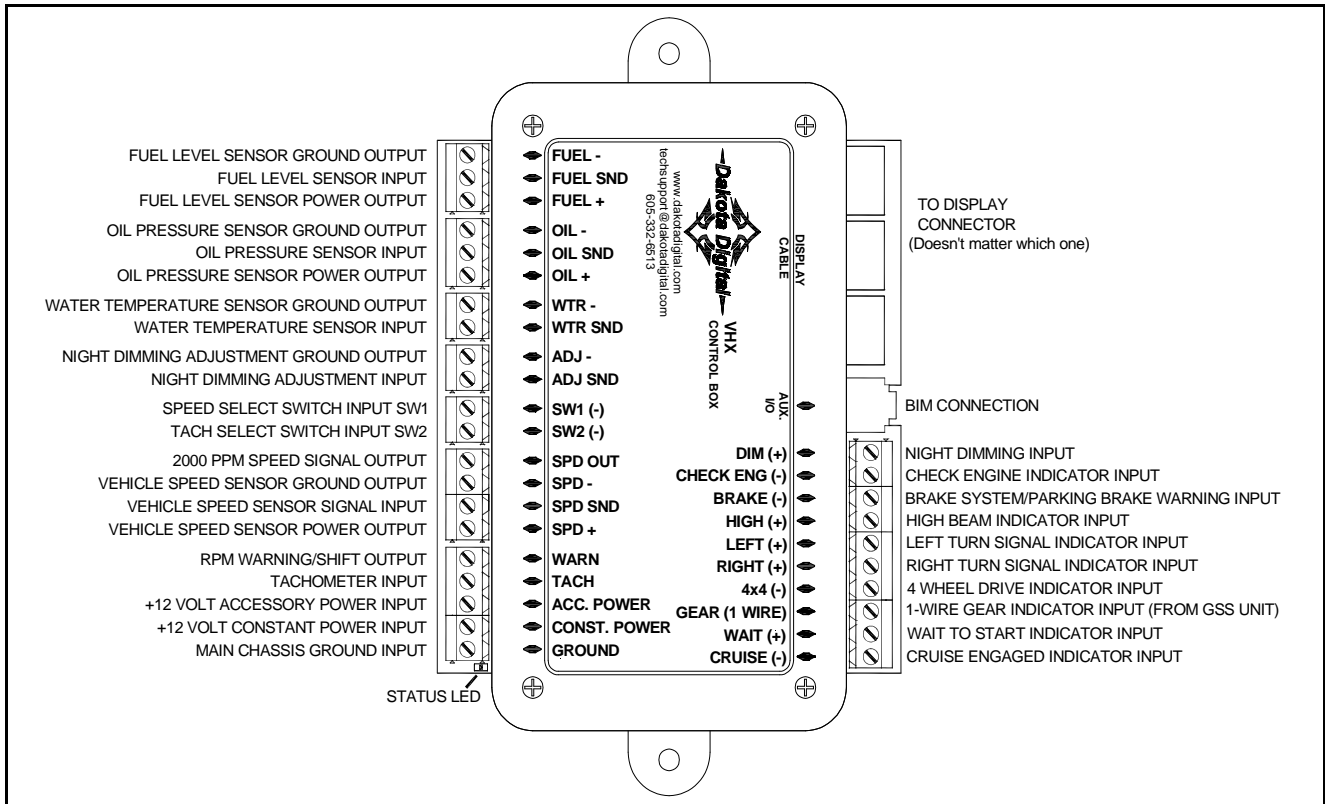 FUEL LEVEL SENSOR GROUND OUTPUT
FUEL LEVEL SENSOR INPUT
FUEL LEVEL SENSOR POWER OUTPUT
OIL PRESSURE SENSOR GROUND OUTPUT
OIL PRESSURE SENSOR INPUT
OIL PRESSURE SENSOR POWER OUTPUT
WATER TEMPERATURE SENSOR GROUND OUTPUT
WATER TEMPERATURE SENSOR INPUT
NIGHT DIMMING ADJUSTMENT GROUND OUTPUT
NIGHT DIMMING ADJUSTMENT INPUT
SPEED SELECT SWITCH INPUT SW1
TACH SELECT SWITCH INPUT SW2
2000 PPM SPEED SIGNAL OUTPUT
VEHICLE SPEED SENSOR GROUND OUTPUT
VEHICLE SPEED SENSOR SIGNAL INPUT
VEHICLE SPEED SENSOR POWER OUTPUT
RPM WARNING/SHIFT OUTPUT
TACHOMETER INPUT
+12 VOLT ACCESSORY POWER INPUT
+12 VOLT CONSTANT POWER INPUT
MAIN CHASSIS GROUND INPUT
STATUS LED
FUEL -
FUEL SND
FUEL +
OIL -
OIL SND
OIL +
WTR -
WTR SND
ADJ -
ADJ SND
SW1 (-)
SW2 (-)
SPD OUT
SPD -
SPD SND
SPD +
WARN
TACH
ACC. POWER
CONST. POWER
GROUND
Dakota Digital
www.dakotadigital.com
techsupport@dakotadigital.com
605-332-6513
VHX
CONTROL BOX
DISPLAY
CABLE
AUX.
I/O
DIM (+)
CHECK ENG (-)
BRAKE (-)
HIGH (+)
LEFT (+)
RIGHT (+)
4x4 (-)
GEAR (1 WIRE)
WAIT (+)
CRUISE (-)
TO DISPLAY
CONNECTOR
(Doesn't matter which one)
BIM CONNECTION
NIGHT DIMMING INPUT
CHECK ENGINE INDICATOR INPUT
BRAKE SYSTEM/PARKING BRAKE WARNING INPUT
HIGH BEAM INDICATOR INPUT
LEFT TURN SIGNAL INDICATOR INPUT
RIGHT TURN SIGNAL INDICATOR INPUT
4 WHEEL DRIVE INDICATOR INPUT
1-WIRE GEAR INDICATOR INPUT (FROM GSS UNIT)
WAIT TO START INDICATOR INPUT
CRUISE ENGAGED INDICATOR INPUT